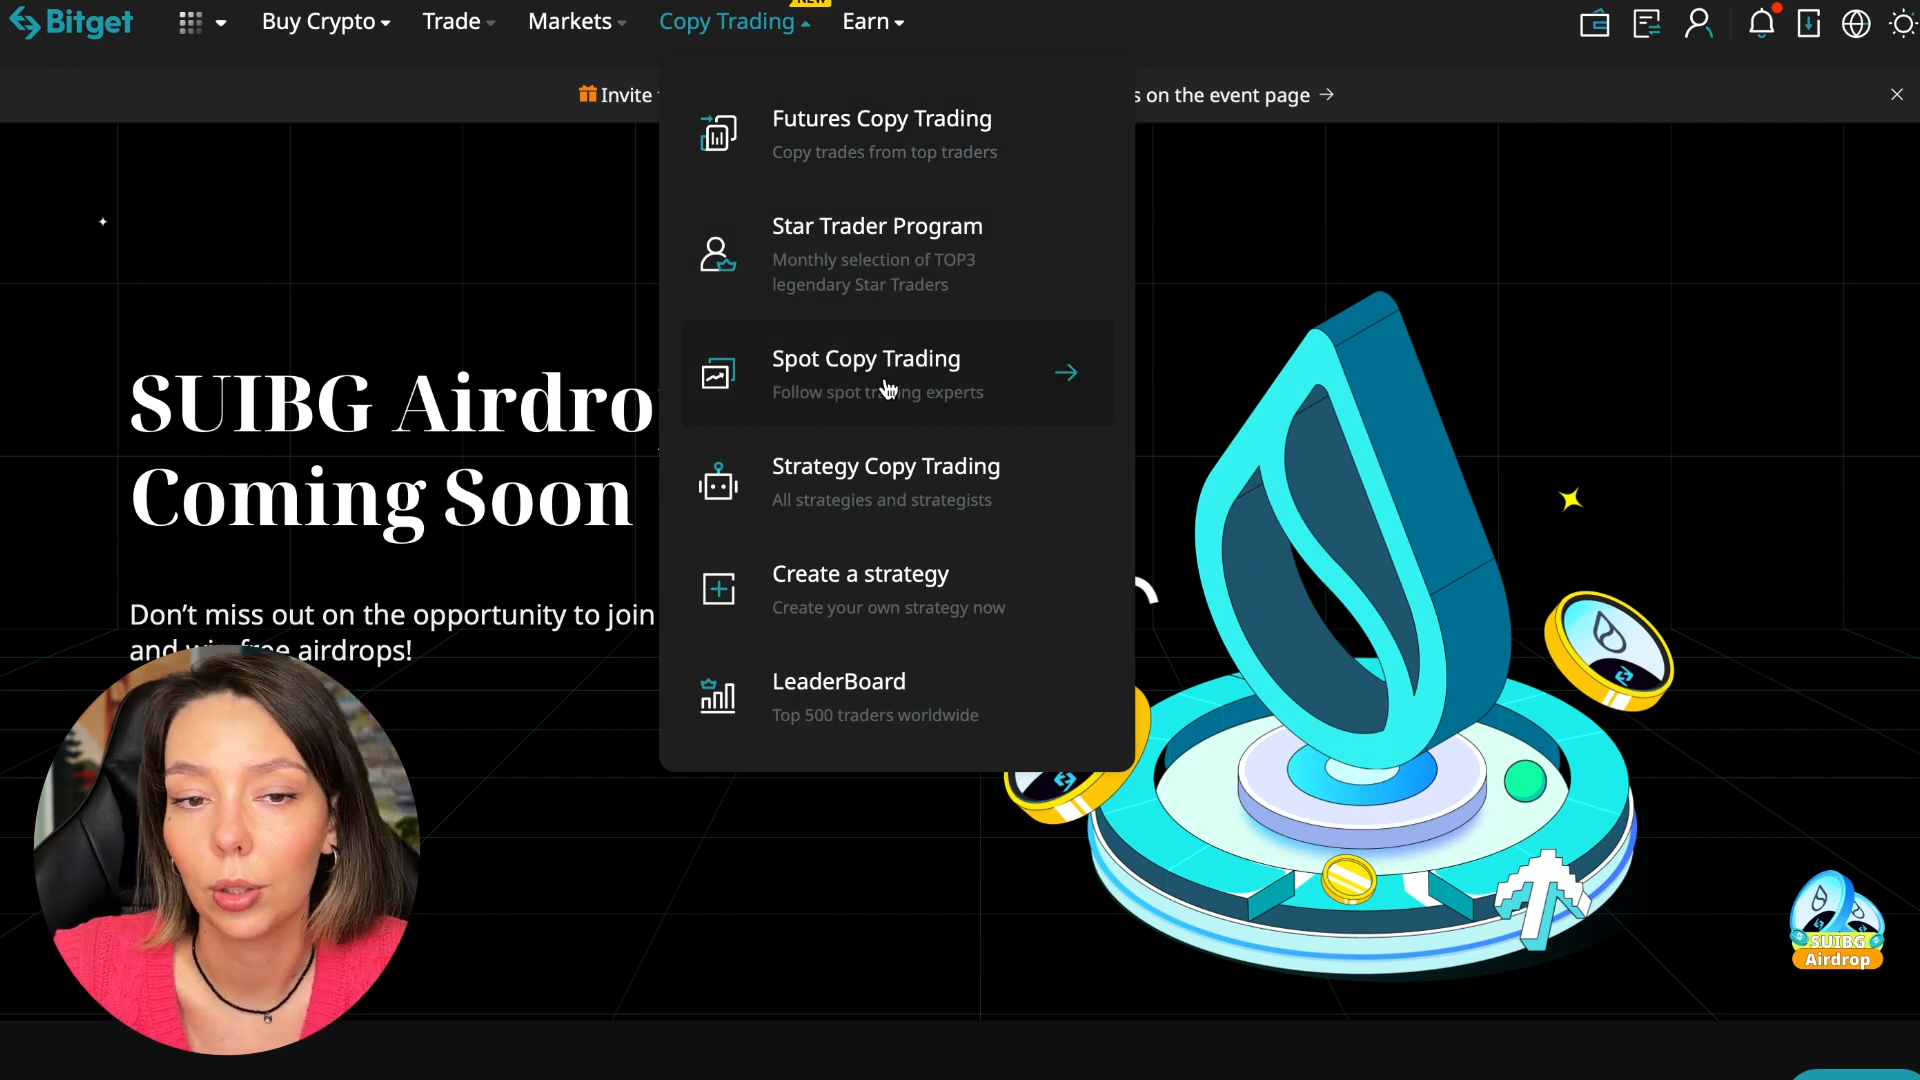 Bitget
Buy Crypto
Trade
Markets
Copy Trading
NEW
Earn
Invite
s on the event page →
Futures Copy Trading
Copy trades from top traders
Star Trader Program
Monthly selection of TOP3
legendary Star Traders
Spot Copy Trading
Follow spot trading experts
Strategy Copy Trading
All strategies and strategists
Create a strategy
Create your own strategy now
LeaderBoard
Top 500 traders worldwide
SUIBG Airdro
Coming Soon
Don't miss out on the opportunity to join
and win free airdrops!
SUIBG
Airdrop